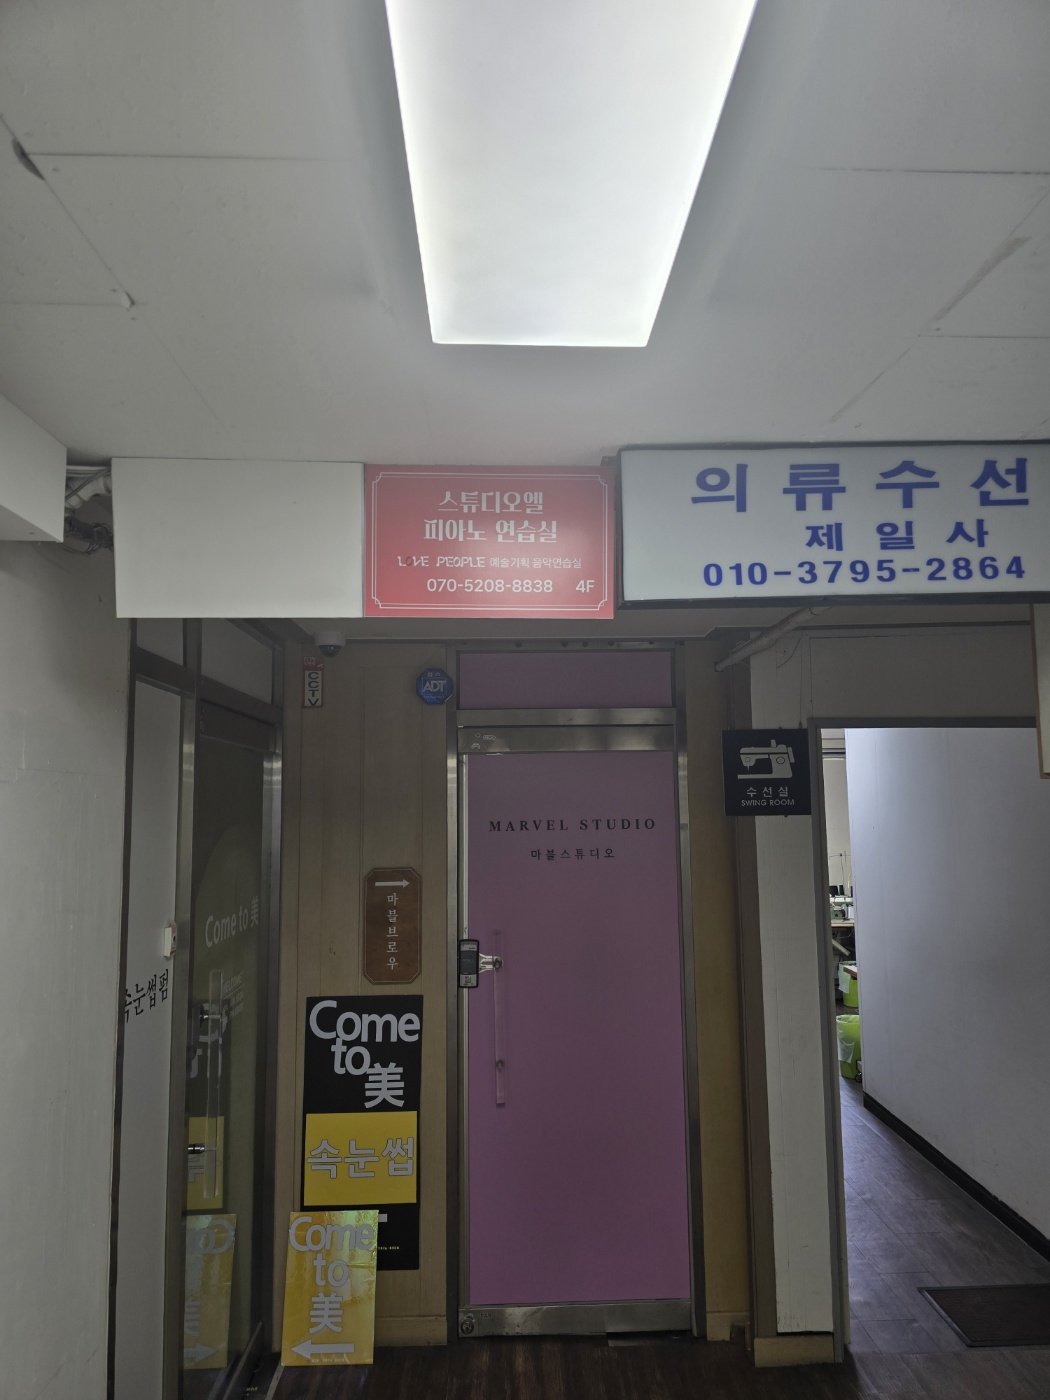 스튜디오엘
피아노 연습실
LOVE PEOPLE 예술기획 음악연습실
070-5208-8838 4F
의류수선
제일사
010-3795-2864
CCTV
ADT
수선실
SWING ROOM
MARVEL STUDIO
마블스튜디오
마블브로우
Come to 美
속눈썹펌
Come
to
美
속눈썹
Come
to
美